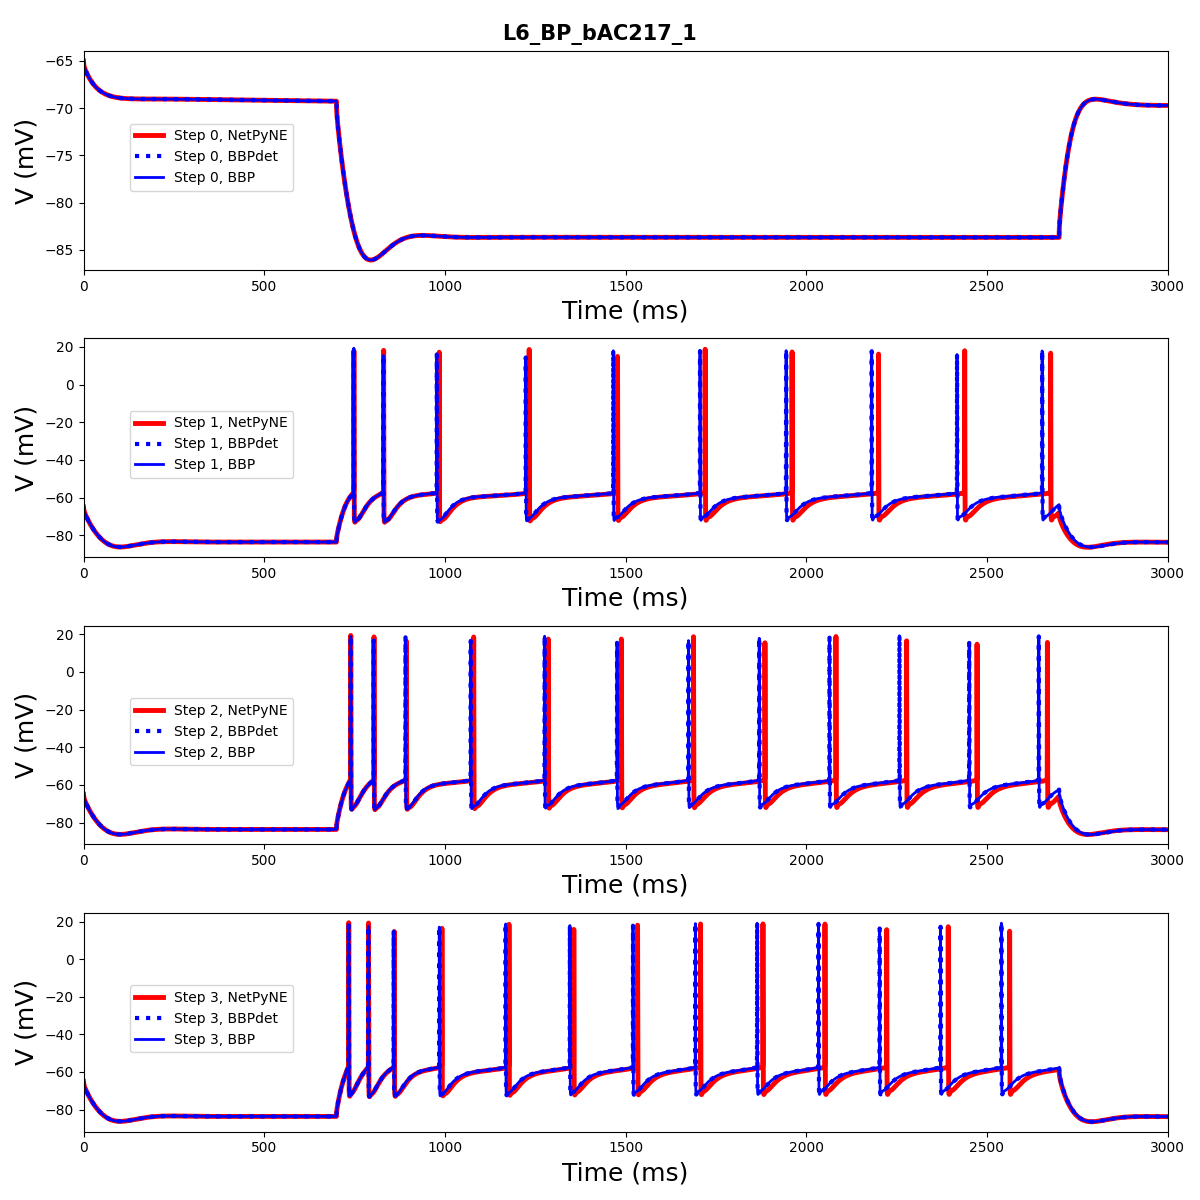 L6_BP_bAC217_1
−65
−70
−75
−80
−85
V (mV)
Step 0, NetPyNE
Step 0, BBPdet
Step 0, BBP
0 500 1000 1500 2000 2500 3000
Time (ms)
20
0
−20
−40
−60
−80
V (mV)
Step 1, NetPyNE
Step 1, BBPdet
Step 1, BBP
0 500 1000 1500 2000 2500 3000
Time (ms)
20
0
−20
−40
−60
−80
V (mV)
Step 2, NetPyNE
Step 2, BBPdet
Step 2, BBP
0 500 1000 1500 2000 2500 3000
Time (ms)
20
0
−20
−40
−60
−80
V (mV)
Step 3, NetPyNE
Step 3, BBPdet
Step 3, BBP
0 500 1000 1500 2000 2500 3000
Time (ms)